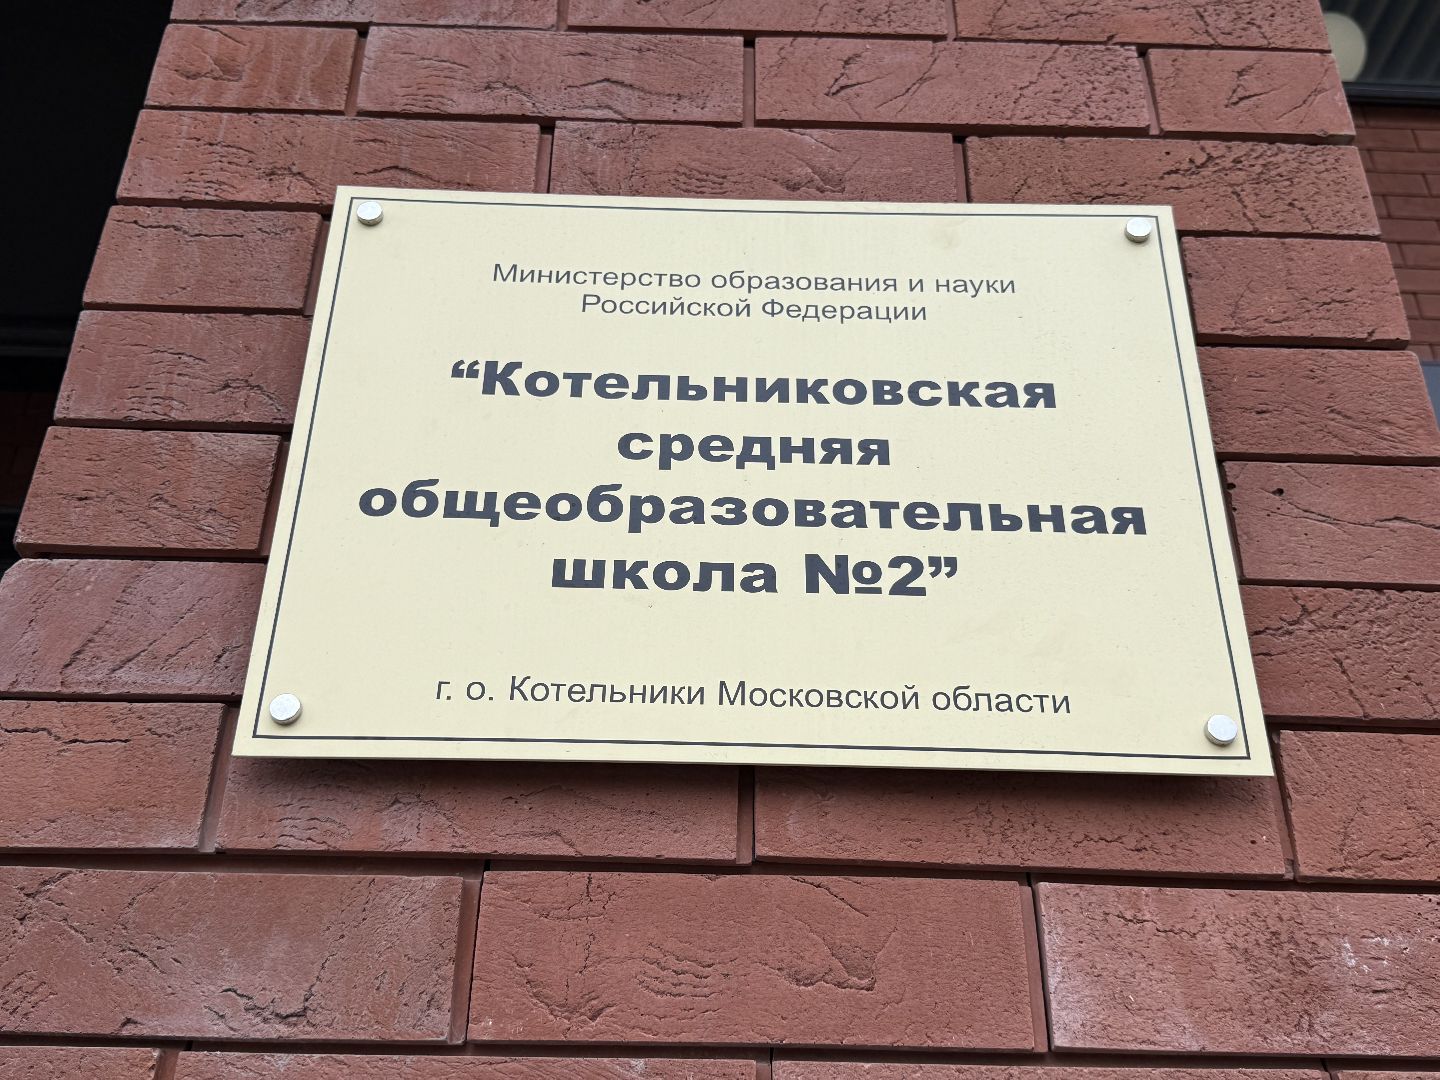 Министерство образования и науки
Российской Федерации
“Котельниковская
средняя
общеобразовательная
школа №2”
г. о. Котельники Московской области